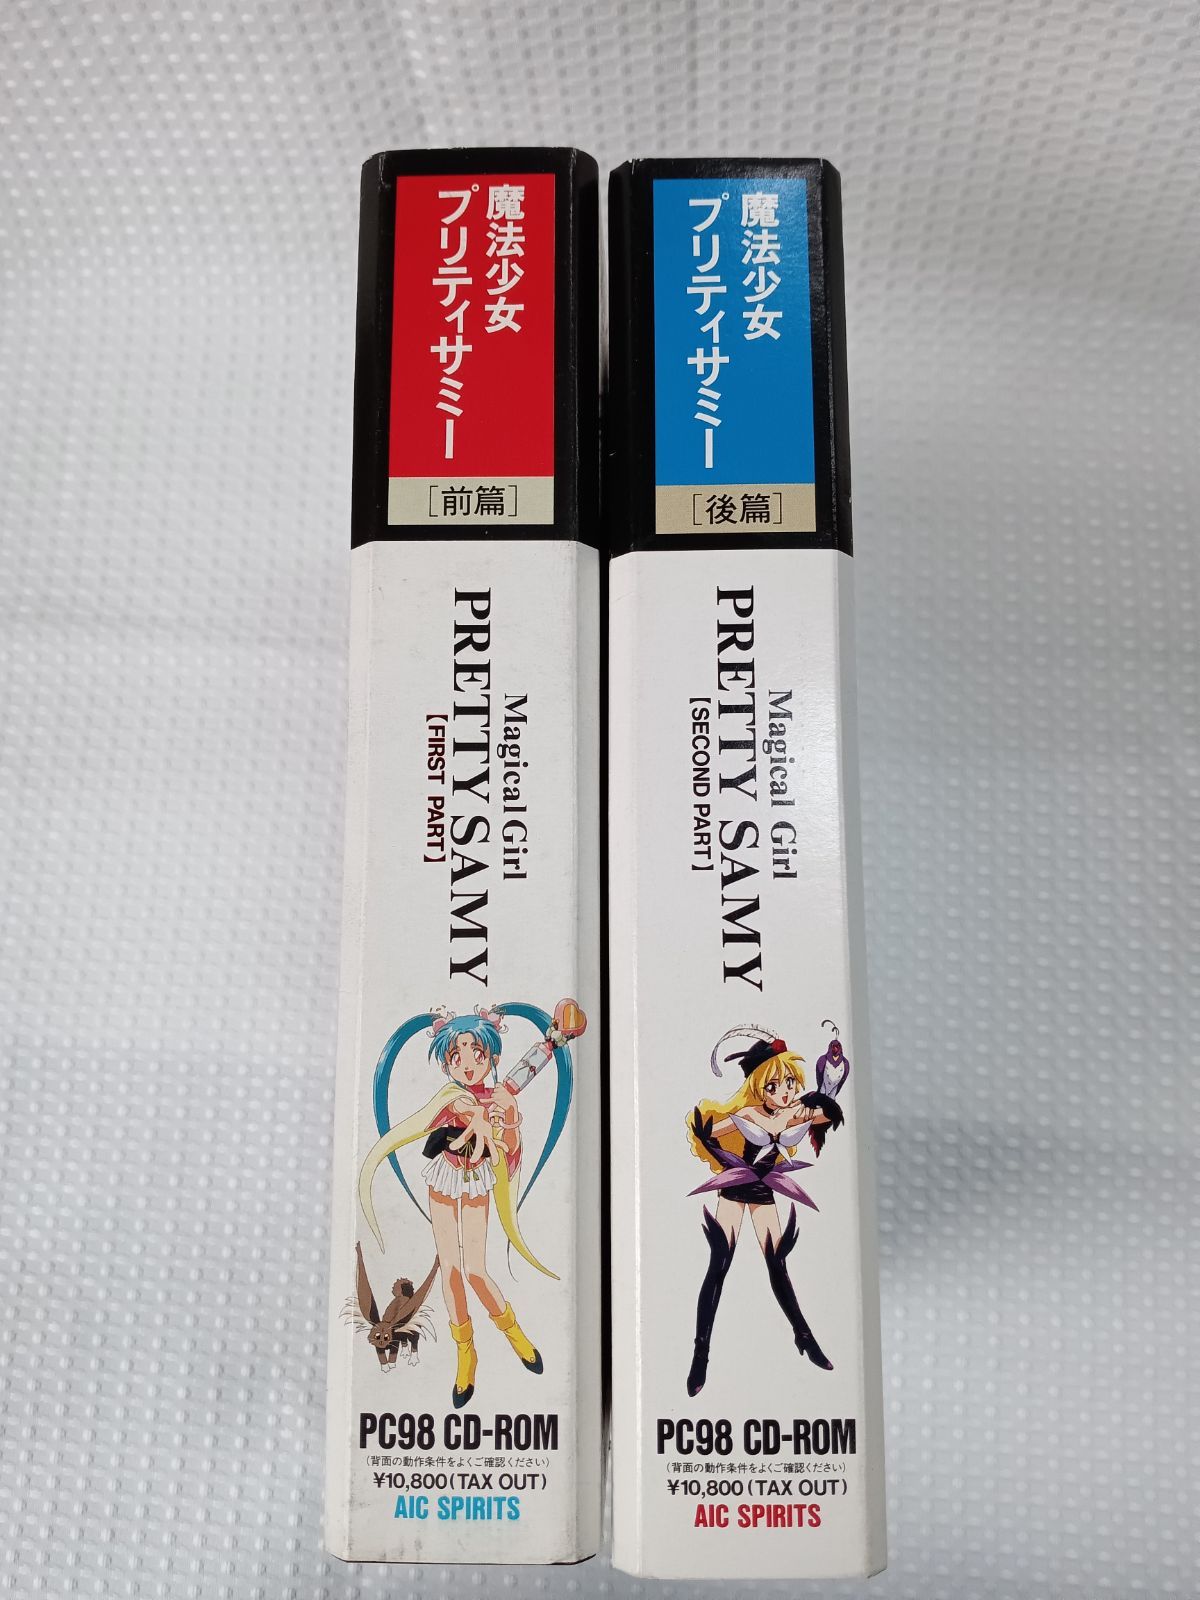 魔法少女
プリティサミー
[前篇]
Magical Girl
PRETTY SAMY
【FIRST PART】
PC98 CD-ROM
(背面の動作条件をよくご確認ください)
¥10,800(TAX OUT)
AIC SPIRITS
魔法少女
プリティサミー
[後篇]
Magical Girl
PRETTY SAMY
【SECOND PART】
PC98 CD-ROM
(背面の動作条件をよくご確認ください)
¥10,800(TAX OUT)
AIC SPIRITS